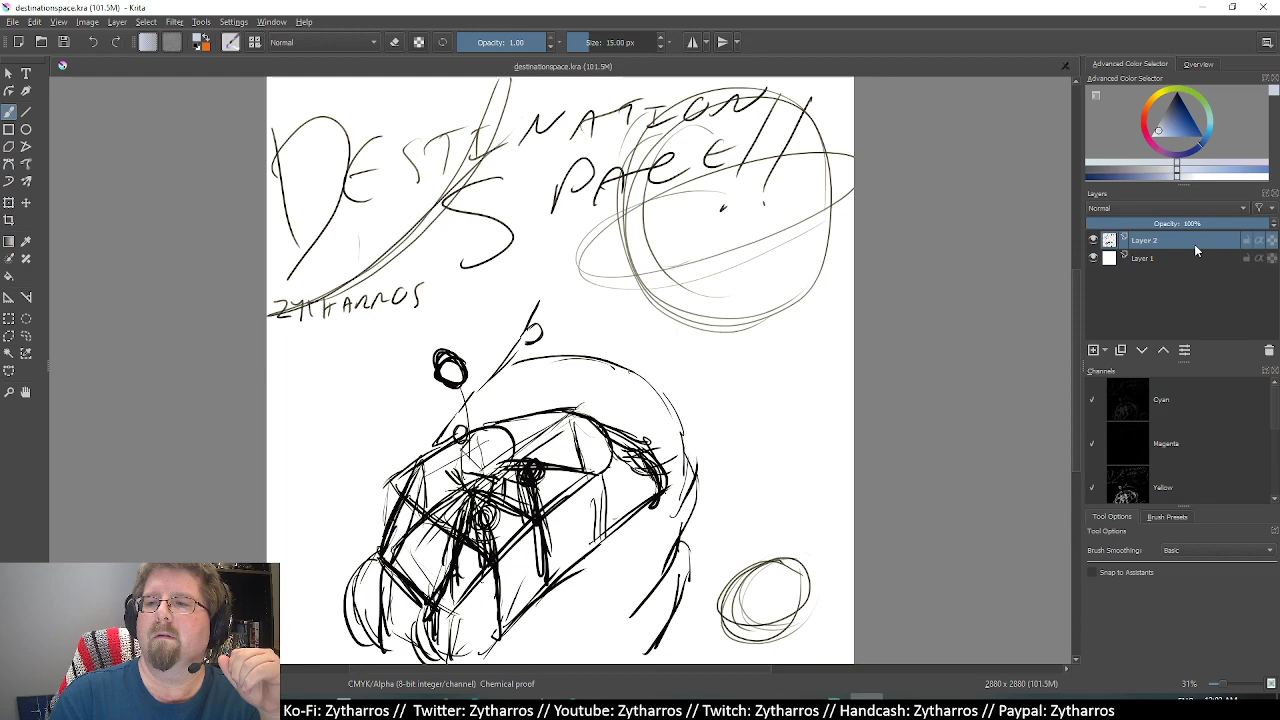 destinationspace.kra (101.5M) - Krita
File Edit View Image Layer Select Filter Tools Settings Window Help
Normal Opacity: 1.00 Size: 15.00 px
destinationspace.kra (101.5M)
DESTINATION
SPACE!!
ZYTHARROS
Advanced Color Selector Overview
Advanced Color Selector
Layers
Normal
Opacity: 100%
Layer 2
Layer 1
Channels
Cyan
Magenta
Yellow
Tool Options Brush Presets
Tool Options
Brush Smoothing: Basic
Snap to Assistants
CMYK/Alpha (8-bit integer/channel) Chemical proof 2880 x 2880 (101.5M) 31%
Ko-Fi: Zytharros // Twitter: Zytharros // Youtube: Zytharros // Twitch: Zytharros // Handcash: Zytharros // Paypal: Zytharros